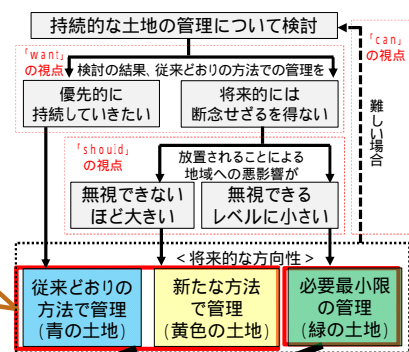 持続的な土地の管理について検討
「want」
の視点
「can」
の視点
検討の結果、従来どおりの方法での管理を
優先的に
持続していきたい
将来的には
断念せざるを得ない
難しい場合
「should」
の視点
放置されることによる
地域への悪影響が
無視できない
ほど大きい
無視できる
レベルに小さい
＜将来的な方向性＞
従来どおりの
方法で管理
(青の土地)
新たな方法
で管理
(黄色の土地)
必要最小限
の管理
(緑の土地)